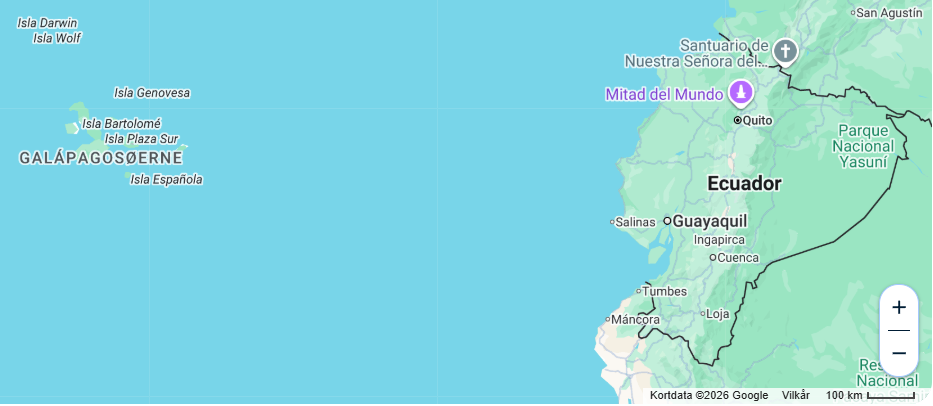 Isla Darwin
Isla Wolf
San Agustín
Santuario de
Nuestra Señora del...
Isla Genovesa
Mitad del Mundo
Isla Bartolomé
Quito
Isla Plaza Sur
Parque
Nacional
Yasuní
GALÁPAGOSØERNE
Isla Española
Ecuador
Salinas
Guayaquil
Ingapirca
Cuenca
Tumbes
Máncora
Loja
Nacional
Kortdata ©2026 Google
Vilkår
100 km